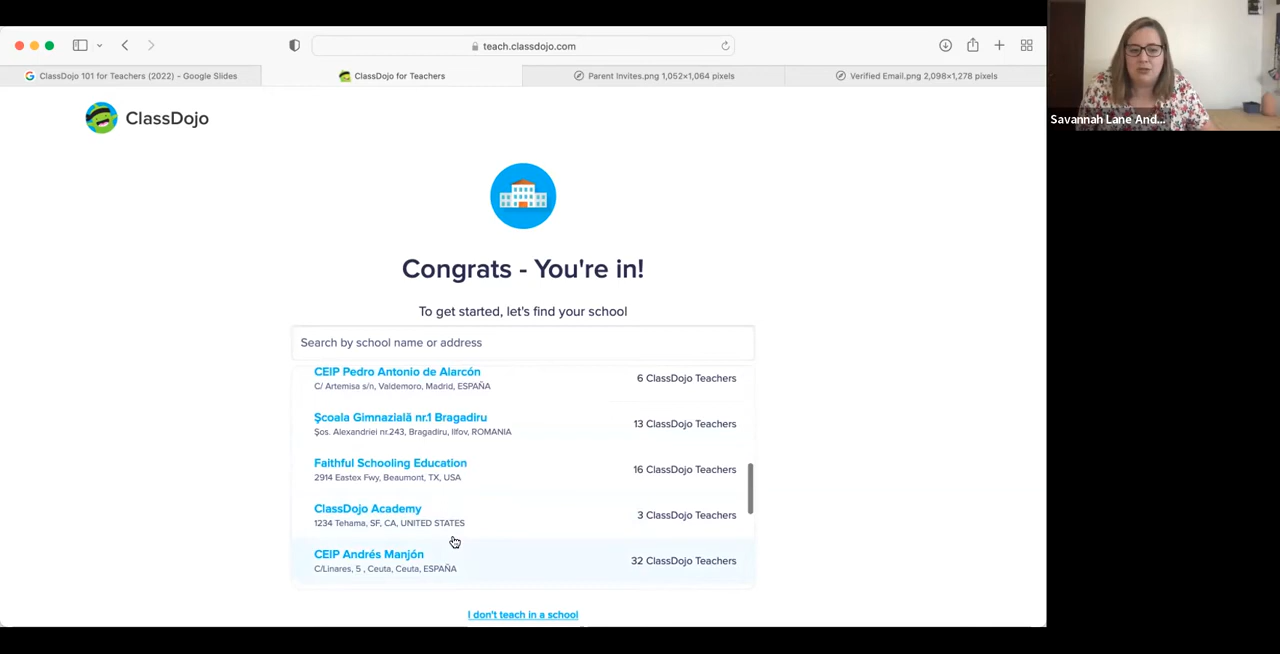 teach.classdojo.com
ClassDojo 101 for Teachers (2022) - Google Slides
ClassDojo for Teachers
Parent Invites.png 1,052×1,064 pixels
Verified Email.png 2,098×1,278 pixels
Savannah Lane And...
ClassDojo
Congrats - You're in!
To get started, let's find your school
Search by school name or address
CEIP Pedro Antonio de Alarcón
6 ClassDojo Teachers
C/ Artemisa s/n, Valdemoro, Madrid, ESPAÑA
Şcoala Gimnazială nr.1 Bragadiru
13 ClassDojo Teachers
Şos. Alexandriei nr.243, Bragadiru, Ilfov, ROMANIA
Faithful Schooling Education
16 ClassDojo Teachers
2914 Eastex Fwy, Beaumont, TX, USA
ClassDojo Academy
3 ClassDojo Teachers
1234 Tehama, SF, CA, UNITED STATES
CEIP Andrés Manjón
32 ClassDojo Teachers
C/Linares, 5 , Ceuta, Ceuta, ESPAÑA
I don't teach in a school